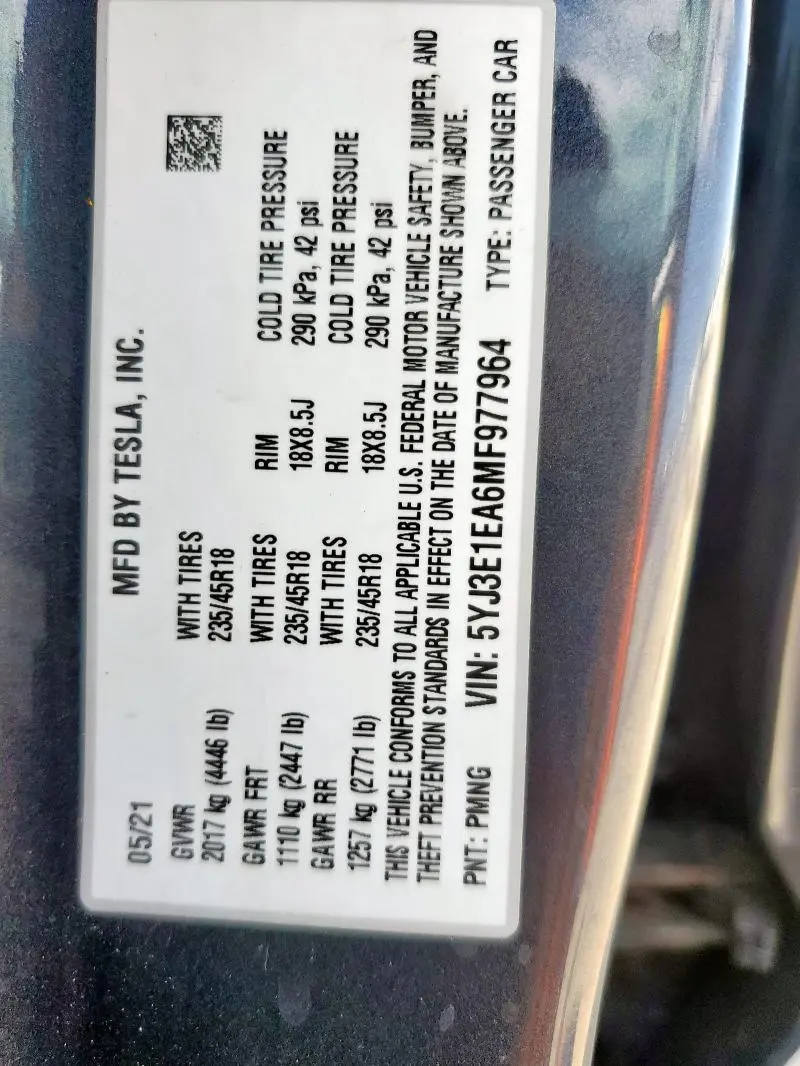 MFD BY TESLA, INC.
05/21
GVWR WITH TIRES
2017 kg (4446 lb) 235/45R18
GAWR FRT WITH TIRES RIM COLD TIRE PRESSURE
1110 kg (2447 lb) 235/45R18 18X8.5J 290 kPa, 42 psi
GAWR RR WITH TIRES RIM COLD TIRE PRESSURE
1257 kg (2771 lb) 235/45R18 18X8.5J 290 kPa, 42 psi
THIS VEHICLE CONFORMS TO ALL APPLICABLE U.S. FEDERAL MOTOR VEHICLE SAFETY, BUMPER, AND
THEFT PREVENTION STANDARDS IN EFFECT ON THE DATE OF MANUFACTURE SHOWN ABOVE.
PNT: PMNG VIN: 5YJ3E1EA6MF977964 TYPE: PASSENGER CAR